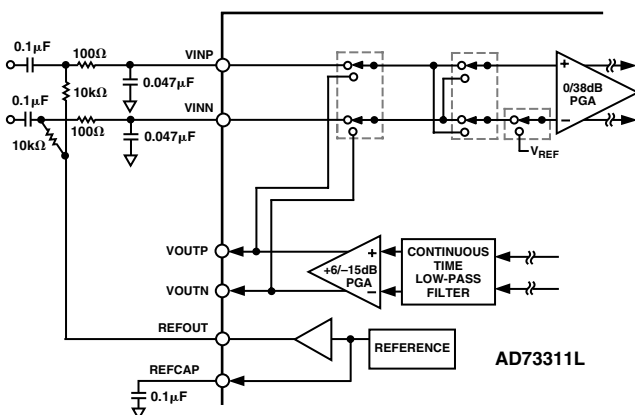 0.1μF
100Ω
VINP
0.047μF
10kΩ
0/38dB
PGA
0.1μF
100Ω
VINN
0.047μF
10kΩ
VREF
VOUTP
+6/–15dB
PGA
CONTINUOUS
TIME
LOW-PASS
FILTER
VOUTN
REFOUT
REFERENCE
AD73311L
REFCAP
0.1μF